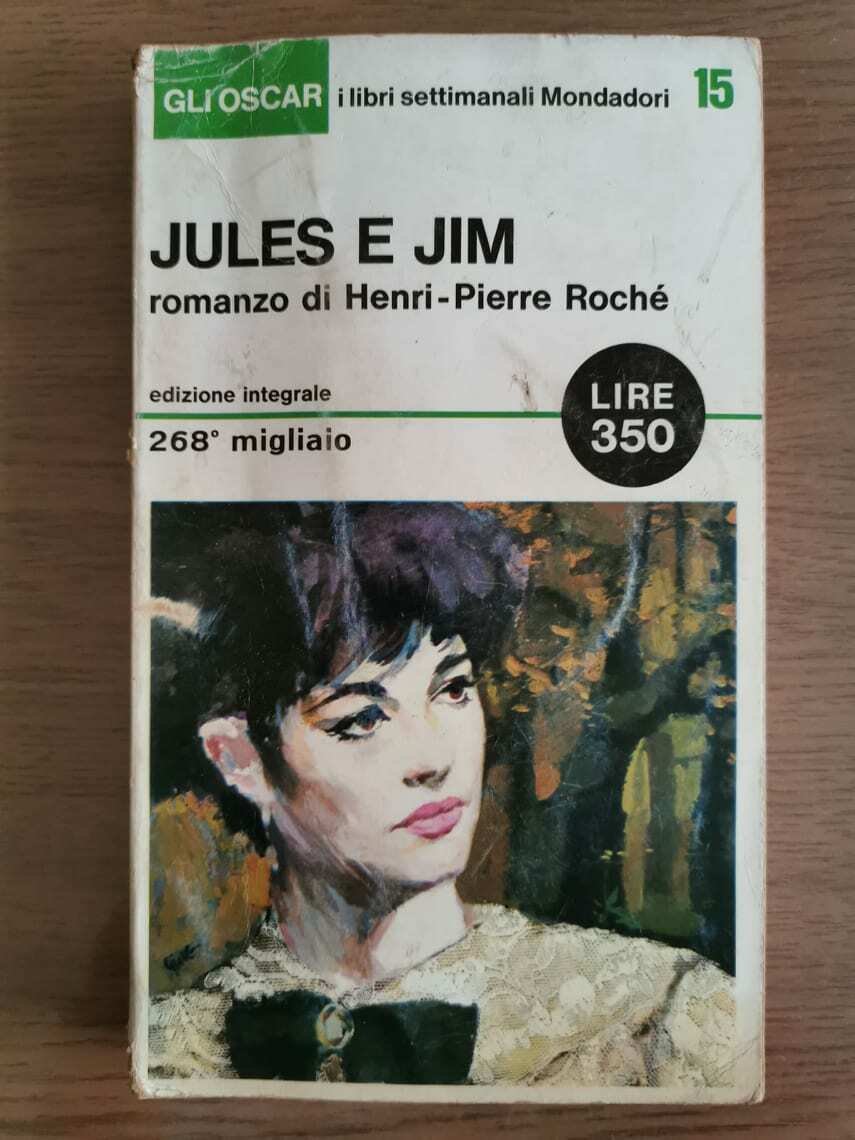 GLI OSCAR i libri settimanali Mondadori 15
JULES E JIM
romanzo di Henri-Pierre Roché
edizione integrale
LIRE
350
268° migliaio